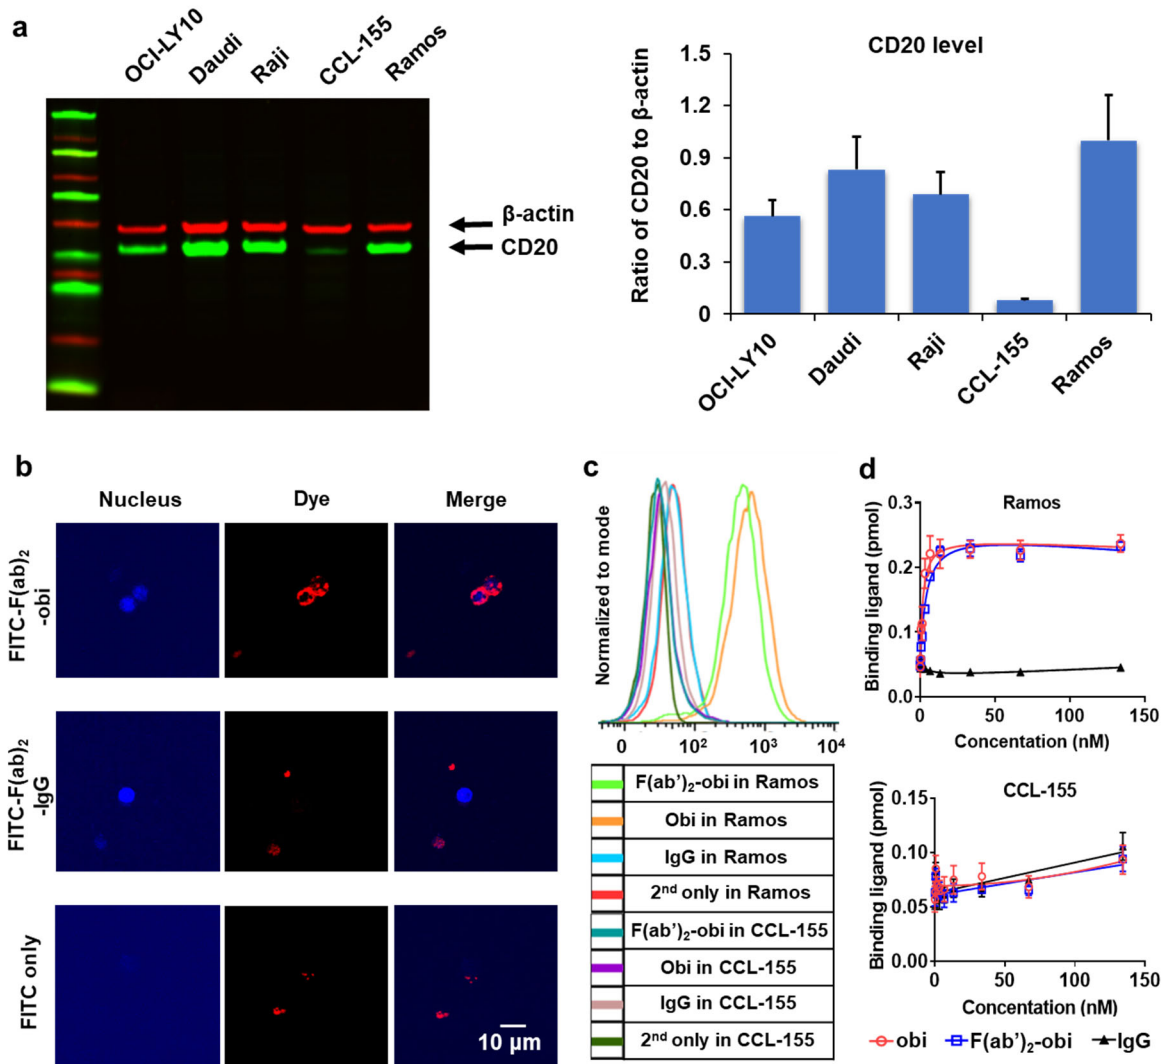 a
OCI-LY10
Daudi
Raji
CCL-155
Ramos
β-actin
CD20
CD20 level
Ratio of CD20 to β-actin
1.5
1.2
0.9
0.6
0.3
0
OCI-LY10
Daudi
Raji
CCL-155
Ramos
b
Nucleus
Dye
Merge
FITC-F(ab)2
-obi
FITC-F(ab)2
-IgG
FITC only
10 µm
c
Normalized to mode
0 10² 10³ 10⁴
F(ab')2-obi in Ramos
Obi in Ramos
IgG in Ramos
2nd only in Ramos
F(ab')2-obi in CCL-155
Obi in CCL-155
IgG in CCL-155
2nd only in CCL-155
d
Ramos
Binding ligand (pmol)
0.3
0.2
0.1
0.0
0 50 100 150
Concentation (nM)
CCL-155
Binding ligand (pmol)
0.15
0.10
0.05
0.00
0 50 100 150
Concentation (nM)
obi F(ab')2-obi IgG